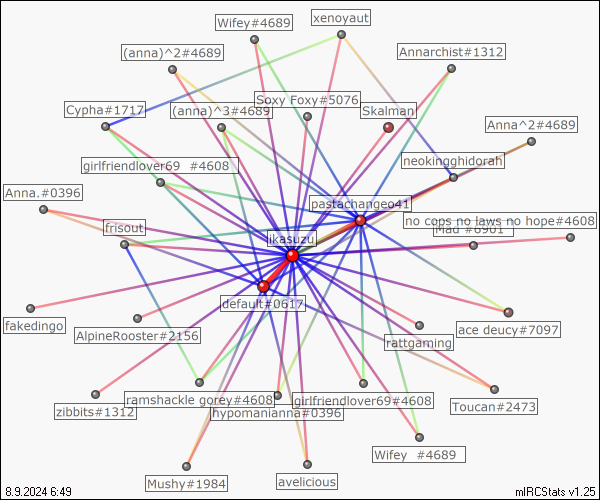 Wifey#4689
xenoyaut
(anna)^2#4689
Annarchist#1312
Soxy Foxy#5076
Cypha#1717
(anna)^3#4689
Skalman
Anna^2#4689
girlfriendlover69 #4608
neokingghidorah
Anna.#0396
pastachangeo41
no cops no laws no hope#4608
frisout
Mad #6901
ikasuzu
default#0617
fakedingo
AlpineRooster#2156
ace deucy#7097
rattgaming
ramshackle gorey#4608
girlfriendlover69#4608
zibbits#1312
hypomanianna#0396
Toucan#2473
Wifey #4689
Mushy#1984
avelicious
8.9.2024 6:49
mIRCStats v1.25